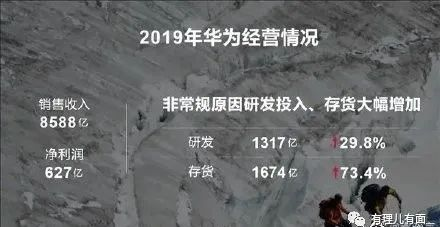 2019年华为经营情况
销售收入
8588亿
净利润
627亿
非常规原因研发投入、存货大幅增加
研发 1317亿 ↑29.8%
存货 1674亿 ↑73.4%
有理儿有面